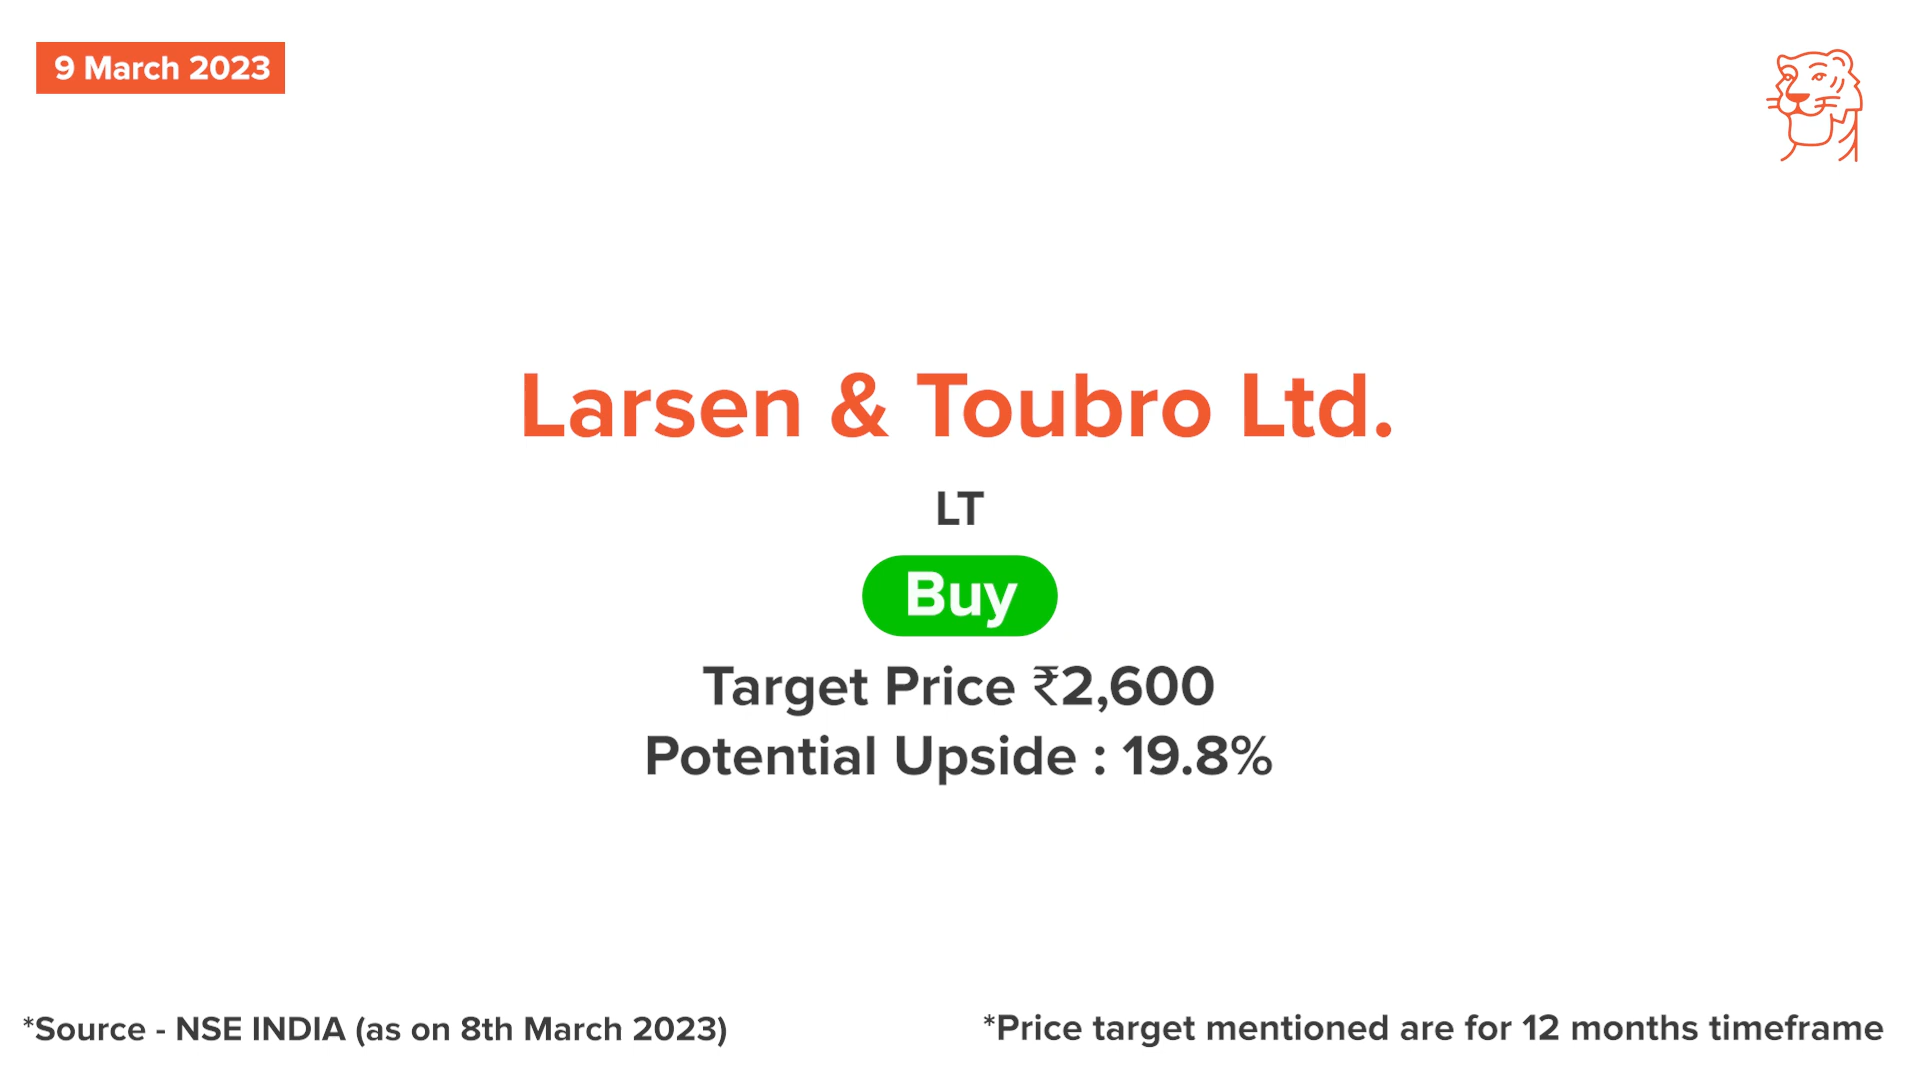 9 March 2023
Larsen & Toubro Ltd.
LT
Buy
Target Price ₹2,600
Potential Upside : 19.8%
*Source - NSE INDIA (as on 8th March 2023)
*Price target mentioned are for 12 months timeframe